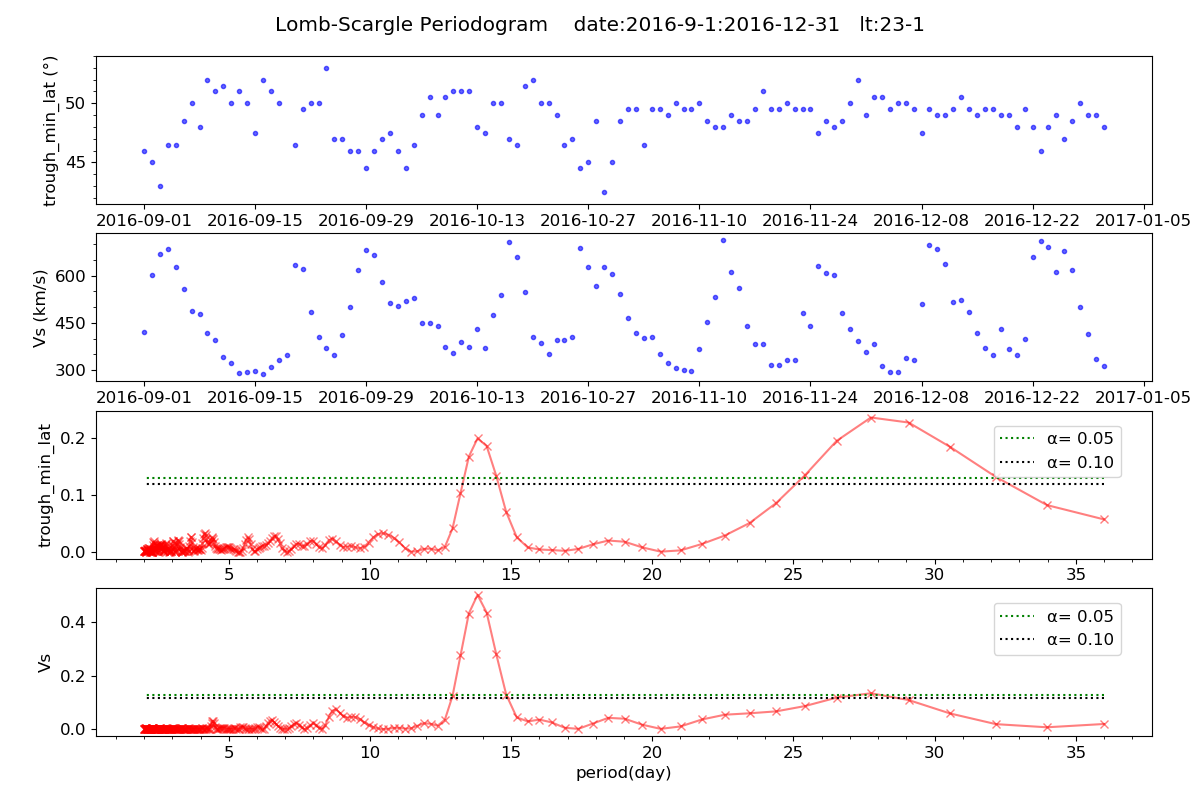 Lomb-Scargle Periodogram    date:2016-9-1:2016-12-31   lt:23-1
trough_min_lat (°)
50
45
2016-09-01 2016-09-15 2016-09-29 2016-10-13 2016-10-27 2016-11-10 2016-11-24 2016-12-08 2016-12-22 2017-01-05
Vs (km/s)
600
450
300
2016-09-01 2016-09-15 2016-09-29 2016-10-13 2016-10-27 2016-11-10 2016-11-24 2016-12-08 2016-12-22 2017-01-05
trough_min_lat
0.2
0.1
0.0
α= 0.05
α= 0.10
5 10 15 20 25 30 35
Vs
0.4
0.2
0.0
α= 0.05
α= 0.10
5 10 15 20 25 30 35
period(day)